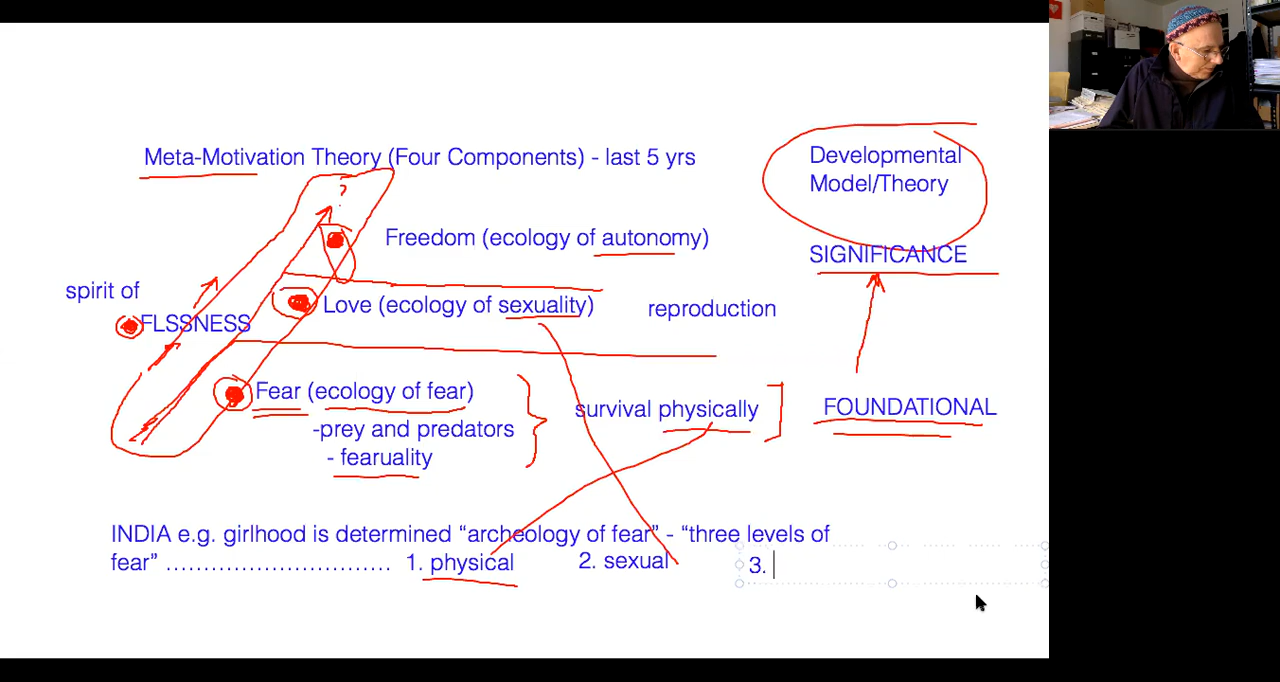 Meta-Motivation Theory (Four Components) - last 5 yrs
Developmental
Model/Theory
?
Freedom (ecology of autonomy)
SIGNIFICANCE
spirit of
FLSSNESS
Love (ecology of sexuality)
reproduction
Fear (ecology of fear)
-prey and predators
- fearuality
survival physically
FOUNDATIONAL
INDIA e.g. girlhood is determined “archeology of fear” - “three levels of
fear” .............................. 1. physical
2. sexual
3.